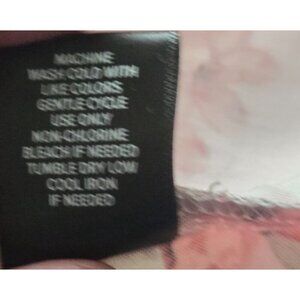 MACHINE
WASH COLD WITH
LIKE COLORS
GENTLE CYCLE
USE ONLY
NON-CHLORINE
BLEACH IF NEEDED
TUMBLE DRY LOW
COOL IRON
IF NEEDED